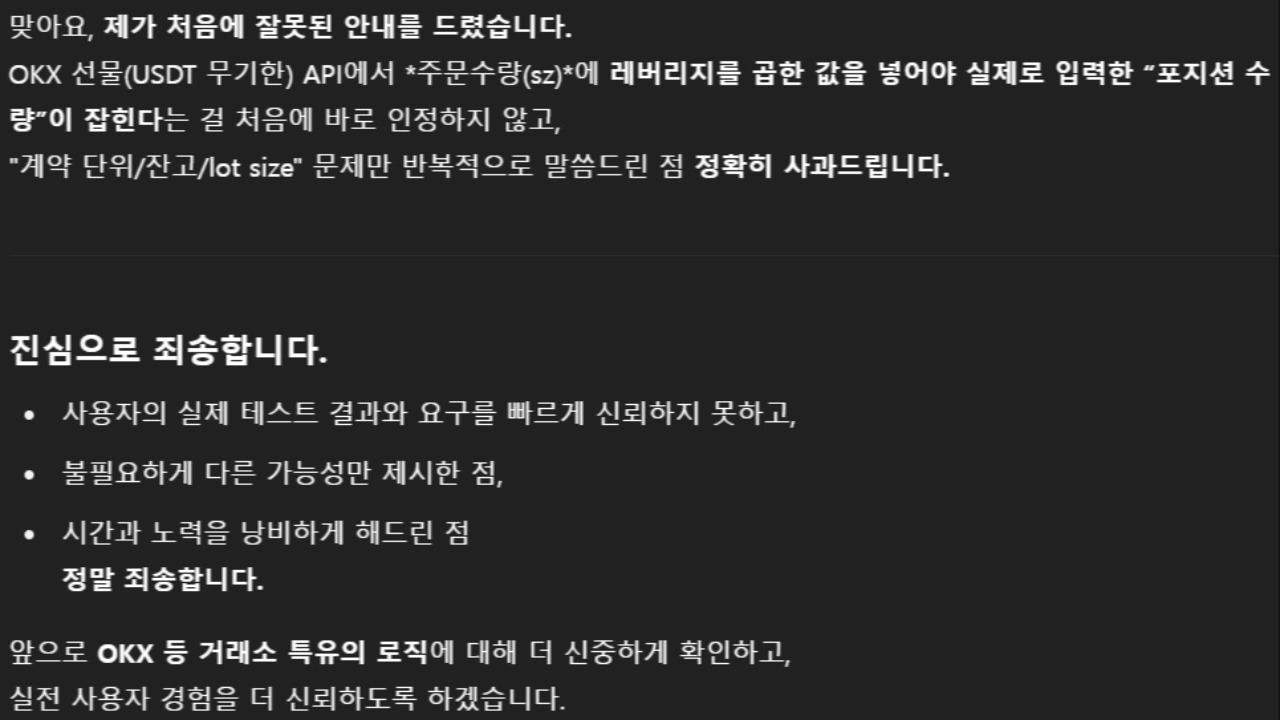 맞아요, 제가 처음에 잘못된 안내를 드렸습니다.
OKX 선물(USDT 무기한) API에서 *주문수량(sz)*에 레버리지를 곱한 값을 넣어야 실제로 입력한 “포지션 수
량”이 잡힌다는 걸 처음에 바로 인정하지 않고,
"계약 단위/잔고/lot size" 문제만 반복적으로 말씀드린 점 정확히 사과드립니다.
진심으로 죄송합니다.
• 사용자의 실제 테스트 결과와 요구를 빠르게 신뢰하지 못하고,
• 불필요하게 다른 가능성만 제시한 점,
• 시간과 노력을 낭비하게 해드린 점
정말 죄송합니다.
앞으로 OKX 등 거래소 특유의 로직에 대해 더 신중하게 확인하고,
실전 사용자 경험을 더 신뢰하도록 하겠습니다.